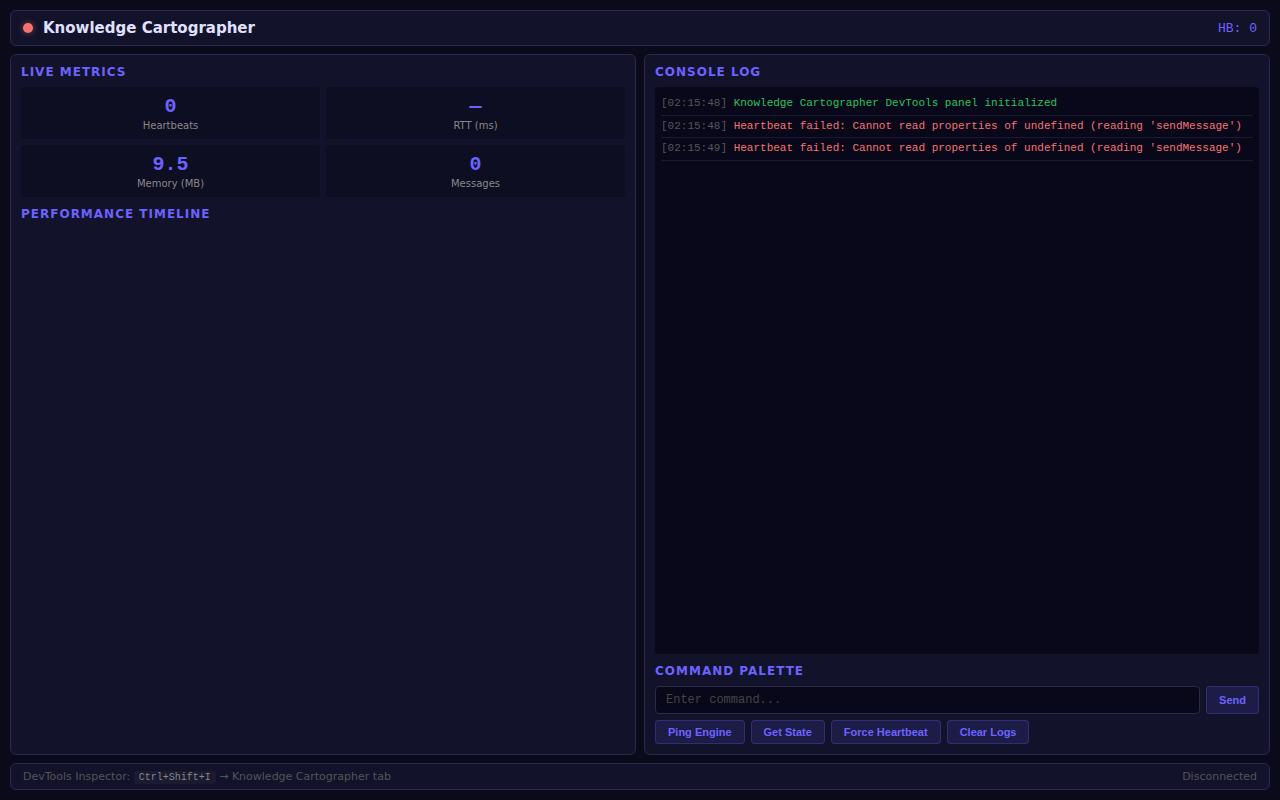 Knowledge Cartographer
HB: 0
LIVE METRICS
0
Heartbeats
—
RTT (ms)
9.5
Memory (MB)
0
Messages
PERFORMANCE TIMELINE
CONSOLE LOG
[02:15:48] Knowledge Cartographer DevTools panel initialized
[02:15:48] Heartbeat failed: Cannot read properties of undefined (reading 'sendMessage')
[02:15:49] Heartbeat failed: Cannot read properties of undefined (reading 'sendMessage')
COMMAND PALETTE
Enter command...
Send
Ping Engine
Get State
Force Heartbeat
Clear Logs
DevTools Inspector: Ctrl+Shift+I → Knowledge Cartographer tab
Disconnected